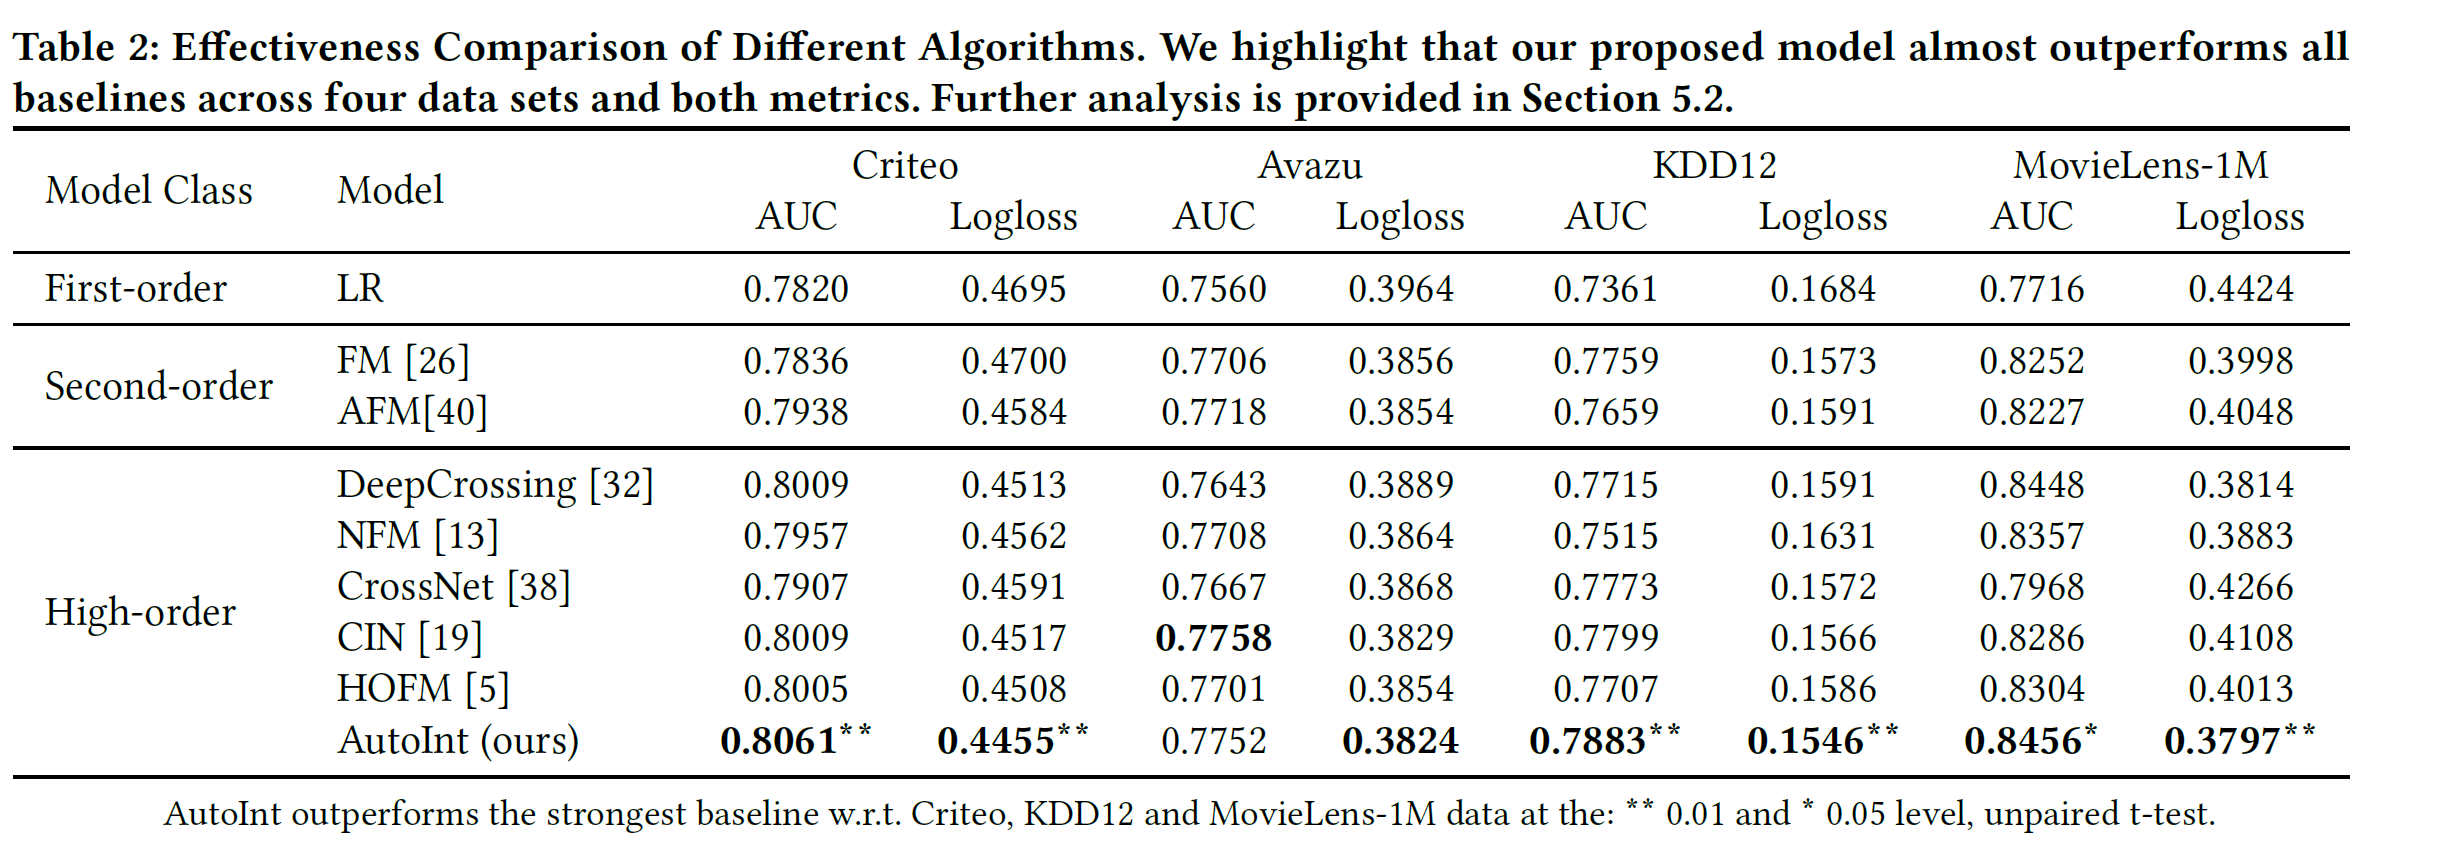 Table 2: Effectiveness Comparison of Different Algorithms. We highlight that our proposed model almost outperforms all
baselines across four data sets and both metrics. Further analysis is provided in Section 5.2.
Model Class Model Criteo Avazu KDD12 MovieLens-1M
AUC Logloss AUC Logloss AUC Logloss AUC Logloss
First-order LR 0.7820 0.4695 0.7560 0.3964 0.7361 0.1684 0.7716 0.4424
Second-order FM [26] 0.7836 0.4700 0.7706 0.3856 0.7759 0.1573 0.8252 0.3998
AFM[40] 0.7938 0.4584 0.7718 0.3854 0.7659 0.1591 0.8227 0.4048
High-order DeepCrossing [32] 0.8009 0.4513 0.7643 0.3889 0.7715 0.1591 0.8448 0.3814
NFM [13] 0.7957 0.4562 0.7708 0.3864 0.7515 0.1631 0.8357 0.3883
CrossNet [38] 0.7907 0.4591 0.7667 0.3868 0.7773 0.1572 0.7968 0.4266
CIN [19] 0.8009 0.4517 0.7758 0.3829 0.7799 0.1566 0.8286 0.4108
HOFM [5] 0.8005 0.4508 0.7701 0.3854 0.7707 0.1586 0.8304 0.4013
AutoInt (ours) 0.8061** 0.4455** 0.7752 0.3824 0.7883** 0.1546** 0.8456* 0.3797**
AutoInt outperforms the strongest baseline w.r.t. Criteo, KDD12 and MovieLens-1M data at the: ** 0.01 and * 0.05 level, unpaired t-test.